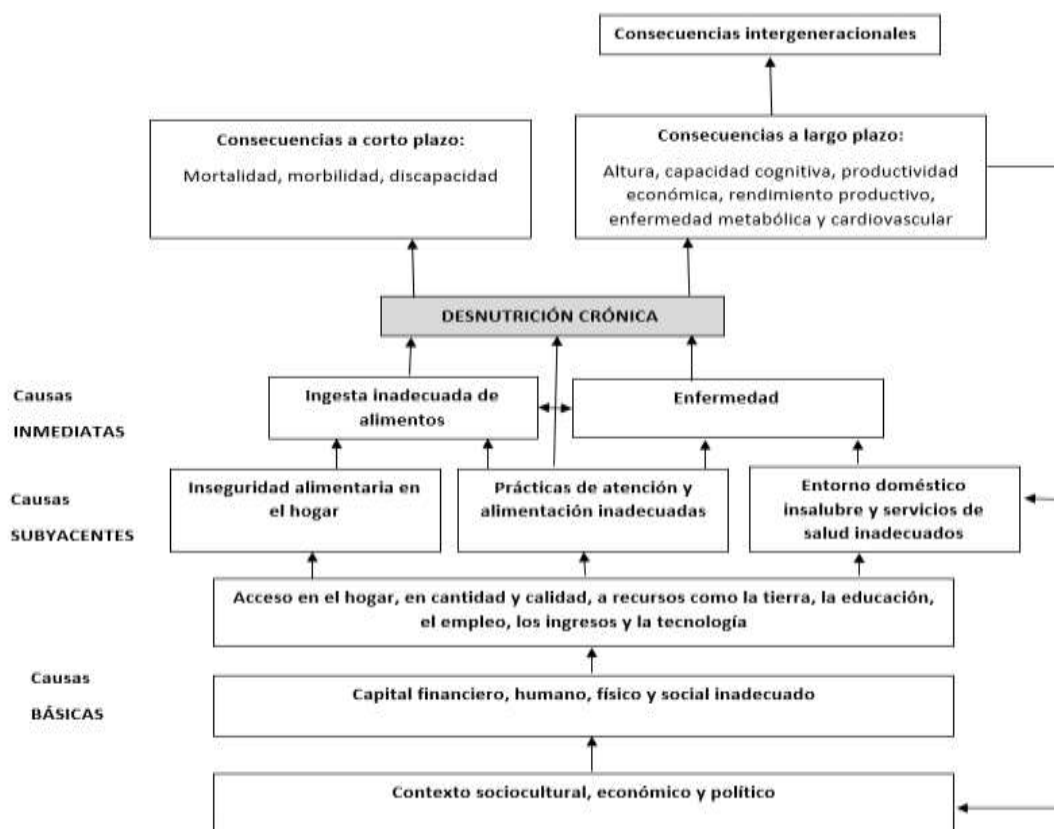 Consecuencias intergeneracionales
Consecuencias a corto plazo:
Mortalidad, morbilidad, discapacidad
Consecuencias a largo plazo:
Altura, capacidad cognitiva, productividad
económica, rendimiento productivo,
enfermedad metabólica y cardiovascular
DESNUTRICIÓN CRÓNICA
Causas
INMEDIATAS
Ingesta inadecuada de
alimentos
Enfermedad
Causas
SUBYACENTES
Inseguridad alimentaria en
el hogar
Prácticas de atención y
alimentación inadecuadas
Entorno doméstico
insalubre y servicios de
salud inadecuados
Acceso en el hogar, en cantidad y calidad, a recursos como la tierra, la educación,
el empleo, los ingresos y la tecnología
Causas
BÁSICAS
Capital financiero, humano, físico y social inadecuado
Contexto sociocultural, económico y político